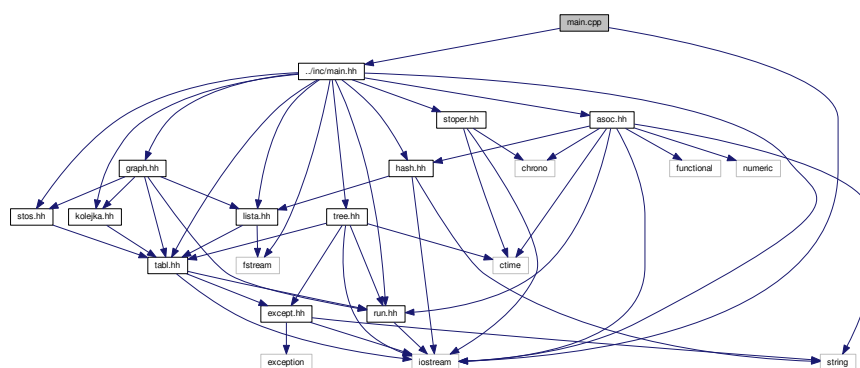 main.cpp
../inc/main.hh
stoper.hh
asoc.hh
graph.hh
hash.hh
chrono
functional
numeric
stos.hh
kolejka.hh
lista.hh
tree.hh
tabl.hh
fstream
ctime
except.hh
run.hh
exception
iostream
string